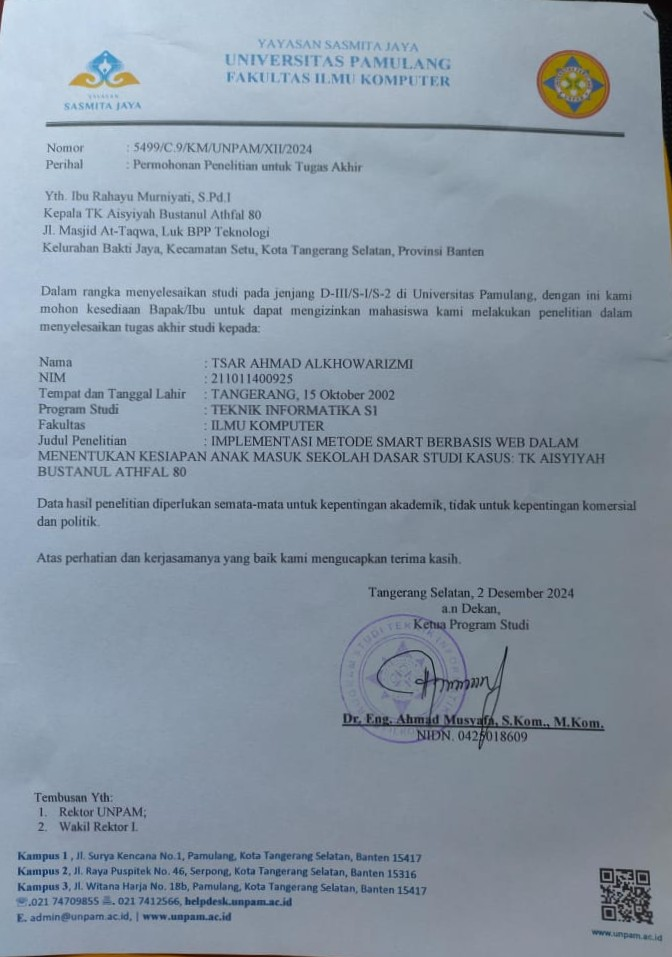 YAYASAN SASMITA JAYA
UNIVERSITAS PAMULANG
FAKULTAS ILMU KOMPUTER
YAYASAN
SASMITA JAYA
Nomor : 5499/C.9/KM/UNPAM/XII/2024
Perihal : Permohonan Penelitian untuk Tugas Akhir
Yth. Ibu Rahayu Murniyati, S.Pd.I
Kepala TK Aisyiyah Bustanul Athfal 80
Jl. Masjid At-Taqwa, Luk BPP Teknologi
Kelurahan Bakti Jaya, Kecamatan Setu, Kota Tangerang Selatan, Provinsi Banten
Dalam rangka menyelesaikan studi pada jenjang D-III/S-I/S-2 di Universitas Pamulang, dengan ini kami
mohon kesediaan Bapak/Ibu untuk dapat mengizinkan mahasiswa kami melakukan penelitian dalam
menyelesaikan tugas akhir studi kepada:
Nama : TSAR AHMAD ALKHOWARIZMI
NIM : 211011400925
Tempat dan Tanggal Lahir : TANGERANG, 15 Oktober 2002
Program Studi : TEKNIK INFORMATIKA S1
Fakultas : ILMU KOMPUTER
Judul Penelitian : IMPLEMENTASI METODE SMART BERBASIS WEB DALAM
MENENTUKAN KESIAPAN ANAK MASUK SEKOLAH DASAR STUDI KASUS: TK AISYIYAH
BUSTANUL ATHFAL 80
Data hasil penelitian diperlukan semata-mata untuk kepentingan akademik, tidak untuk kepentingan komersial
dan politik.
Atas perhatian dan kerjasamanya yang baik kami mengucapkan terima kasih.
Tangerang Selatan, 2 Desember 2024
a.n Dekan,
Ketua Program Studi
Dr. Eng. Ahmad Musyafa, S.Kom., M.Kom.
NIDN. 0425018609
Tembusan Yth:
1. Rektor UNPAM;
2. Wakil Rektor I.
Kampus 1 , Jl. Surya Kencana No.1, Pamulang, Kota Tangerang Selatan, Banten 15417
Kampus 2, Jl. Raya Puspitek No. 46, Serpong, Kota Tangerang Selatan, Banten 15316
Kampus 3, Jl. Witana Harja No. 18b, Pamulang, Kota Tangerang Selatan, Banten 15417
☏.021 74709855 🖷. 021 7412566, helpdesk.unpam.ac.id
E. admin@unpam.ac.id, | www.unpam.ac.id
www.unpam.ac.id